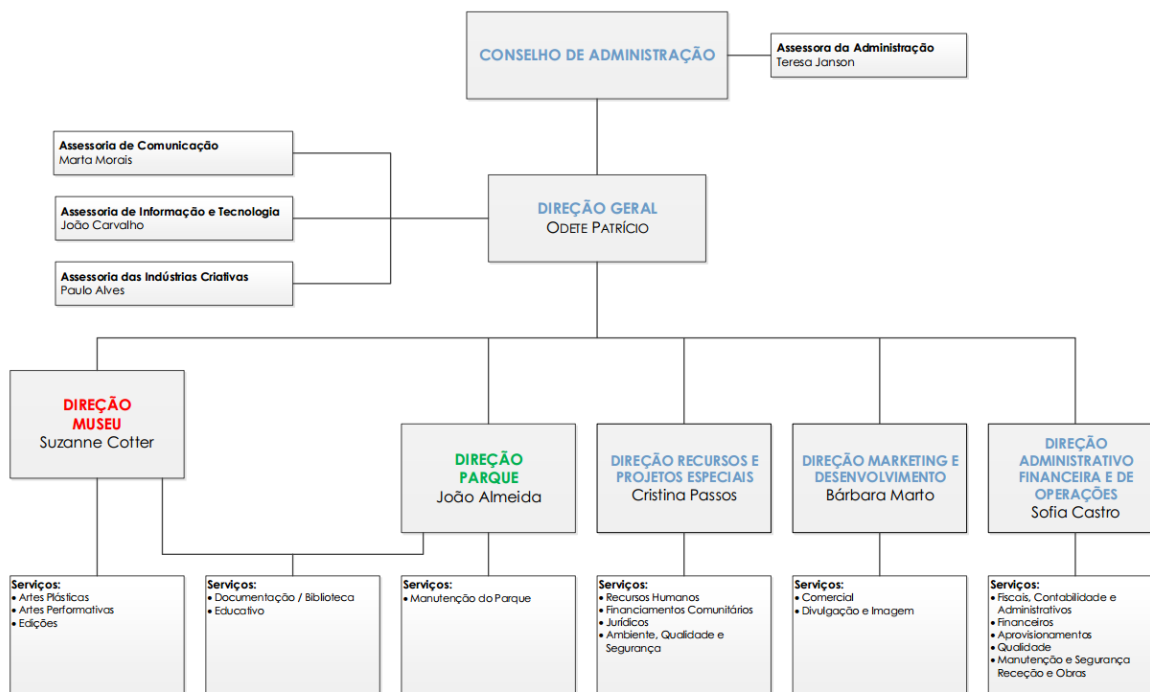 CONSELHO DE ADMINISTRAÇÃO
Assessora da Administração
Teresa Janson
Assessoria de Comunicação
Marta Morais
Assessoria de Informação e Tecnologia
João Carvalho
Assessoria das Indústrias Criativas
Paulo Alves
DIREÇÃO GERAL
ODETE PATRÍCIO
DIREÇÃO
MUSEU
Suzanne Cotter
DIREÇÃO
PARQUE
João Almeida
DIREÇÃO RECURSOS E
PROJETOS ESPECIAIS
Cristina Passos
DIREÇÃO MARKETING E
DESENVOLVIMENTO
Bárbara Marto
DIREÇÃO
ADMINISTRATIVO
FINANCEIRA E DE
OPERAÇÕES
Sofia Castro
Serviços:
• Artes Plásticas
• Artes Performativas
• Edições
Serviços:
• Documentação / Biblioteca
• Educativo
Serviços:
• Manutenção do Parque
Serviços:
• Recursos Humanos
• Financiamentos Comunitários
• Jurídicos
• Ambiente, Qualidade e
Segurança
Serviços:
• Comercial
• Divulgação e Imagem
Serviços:
• Fiscais, Contabilidade e
Administrativos
• Financeiros
• Aprovisionamentos
• Qualidade
• Manutenção e Segurança
Receção e Obras